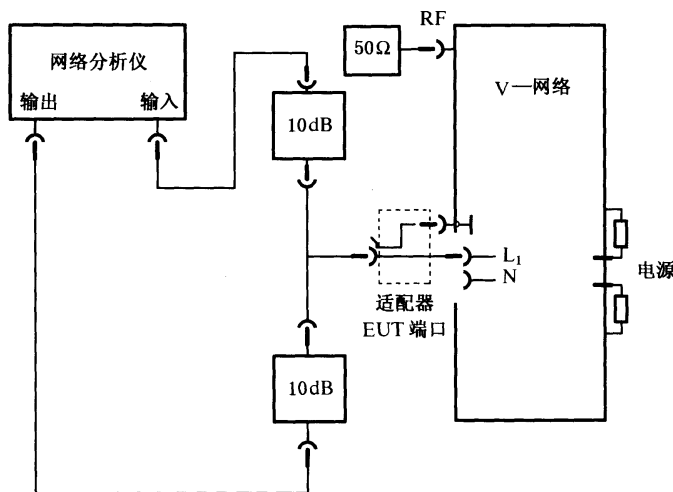 网络分析仪
输出 输入
10dB
50Ω
RF
V—网络
L₁
N
适配器
EUT 端口
电源
10dB